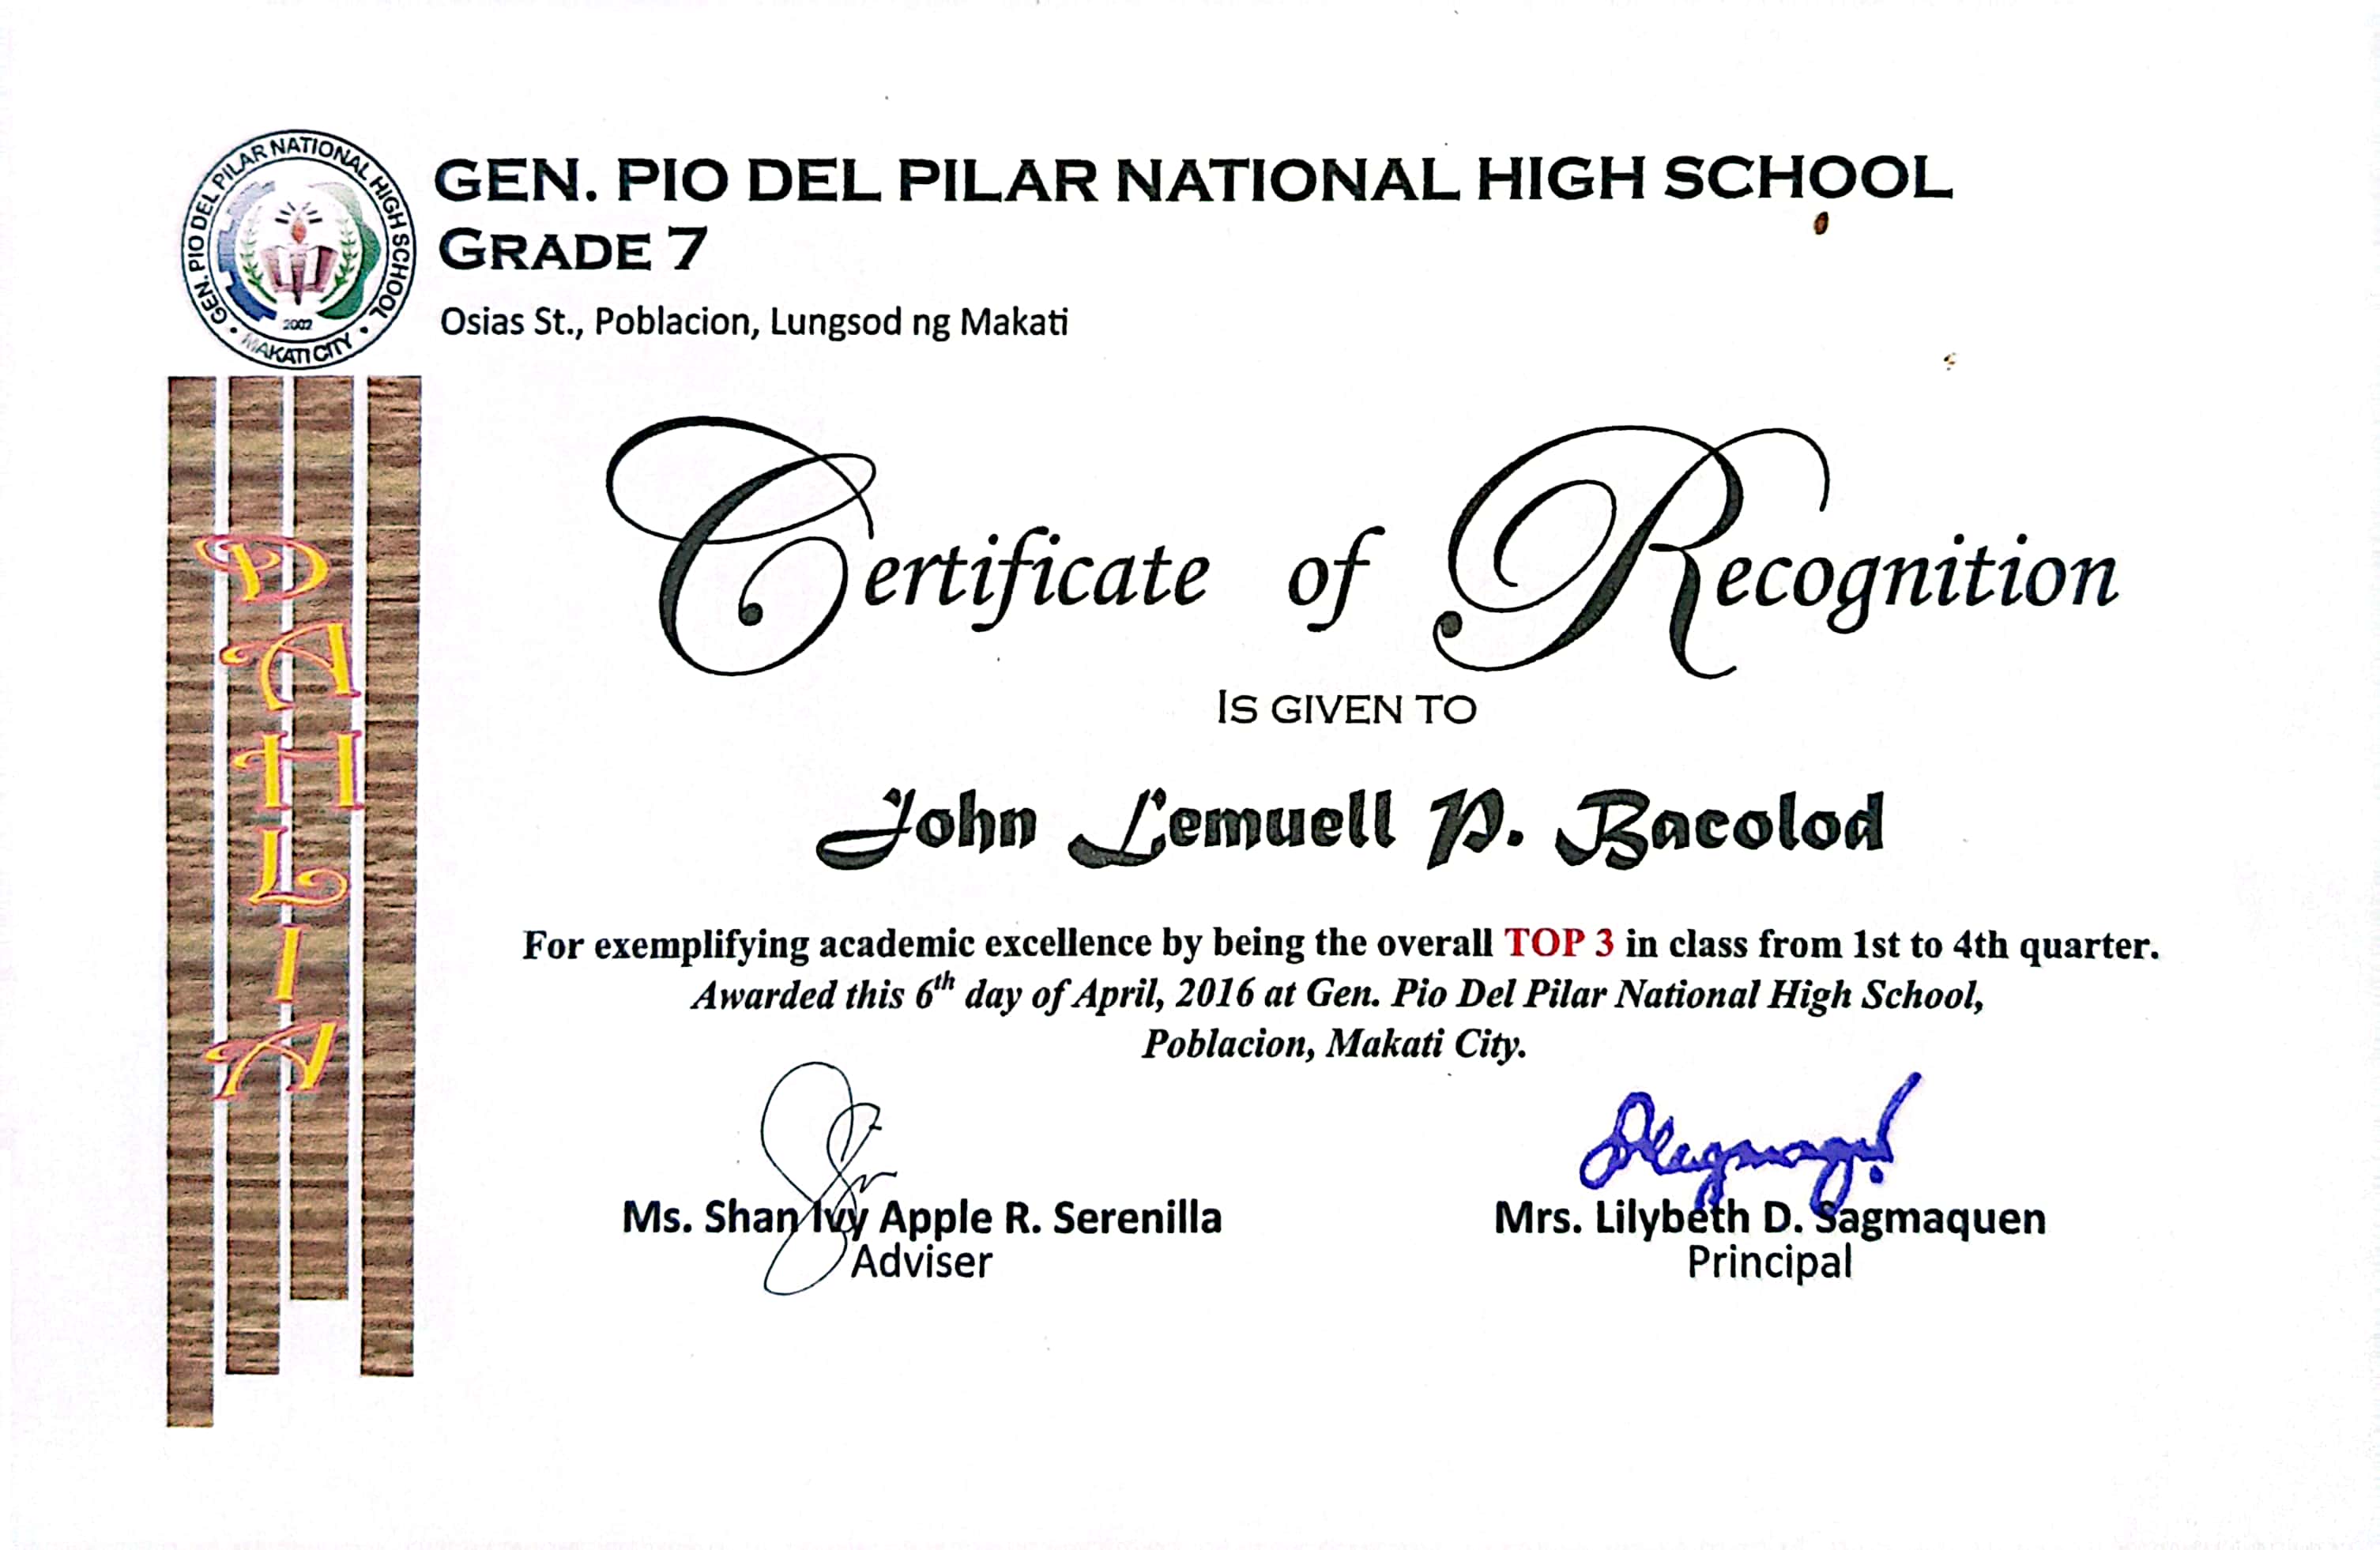 GEN. PIO DEL PILAR NATIONAL HIGH SCHOOL
MAKATI CITY
2002
GEN. PIO DEL PILAR NATIONAL HIGH SCHOOL
GRADE 7
Osias St., Poblacion, Lungsod ng Makati
DAHLIA
Certificate of Recognition
IS GIVEN TO
John Lemuell P. Bacolod
For exemplifying academic excellence by being the overall TOP 3 in class from 1st to 4th quarter.
Awarded this 6th day of April, 2016 at Gen. Pio Del Pilar National High School,
Poblacion, Makati City.
Ms. Shan Ivy Apple R. Serenilla
Adviser
Mrs. Lilybeth D. Sagmaquen
Principal